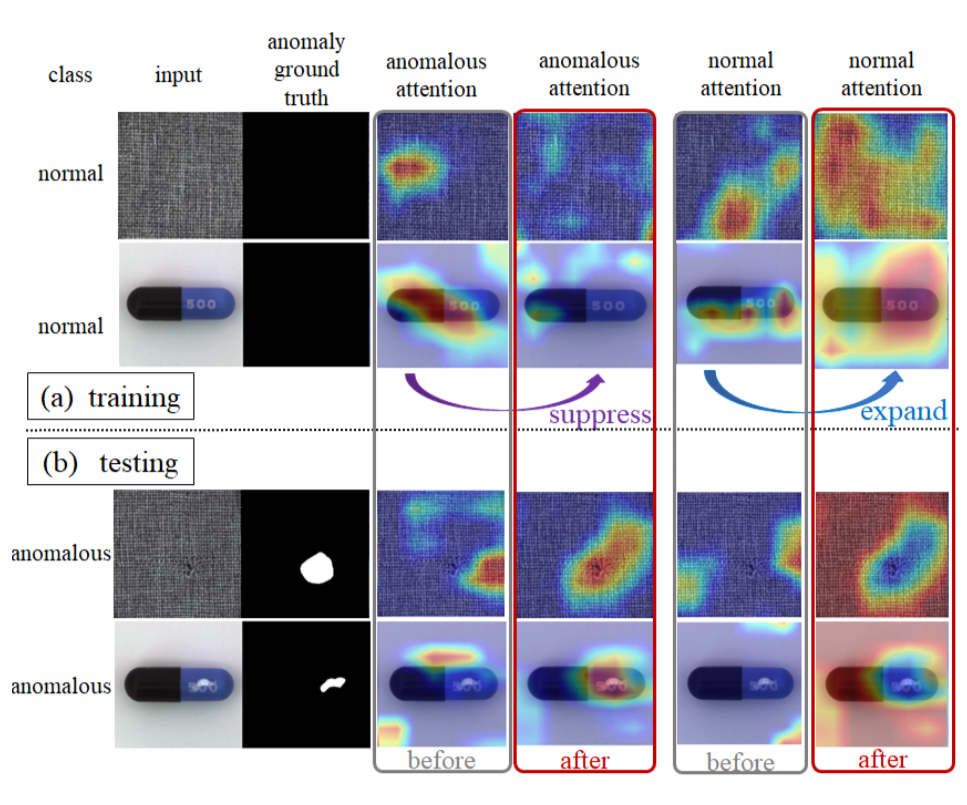 class
input
anomaly
ground
truth
anomalous
attention
anomalous
attention
normal
attention
normal
attention
normal
500
500
500
500
500
normal
(a) training
suppress
expand
(b) testing
anomalous
anomalous
before
after
before
after